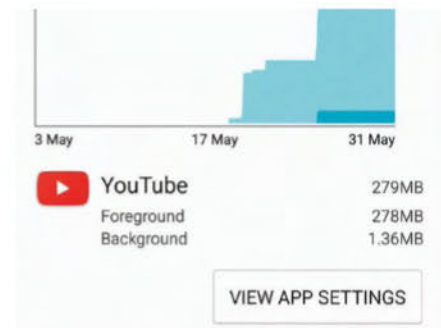 3 May 17 May 31 May
YouTube 279MB
Foreground 278MB
Background 1.36MB
VIEW APP SETTINGS